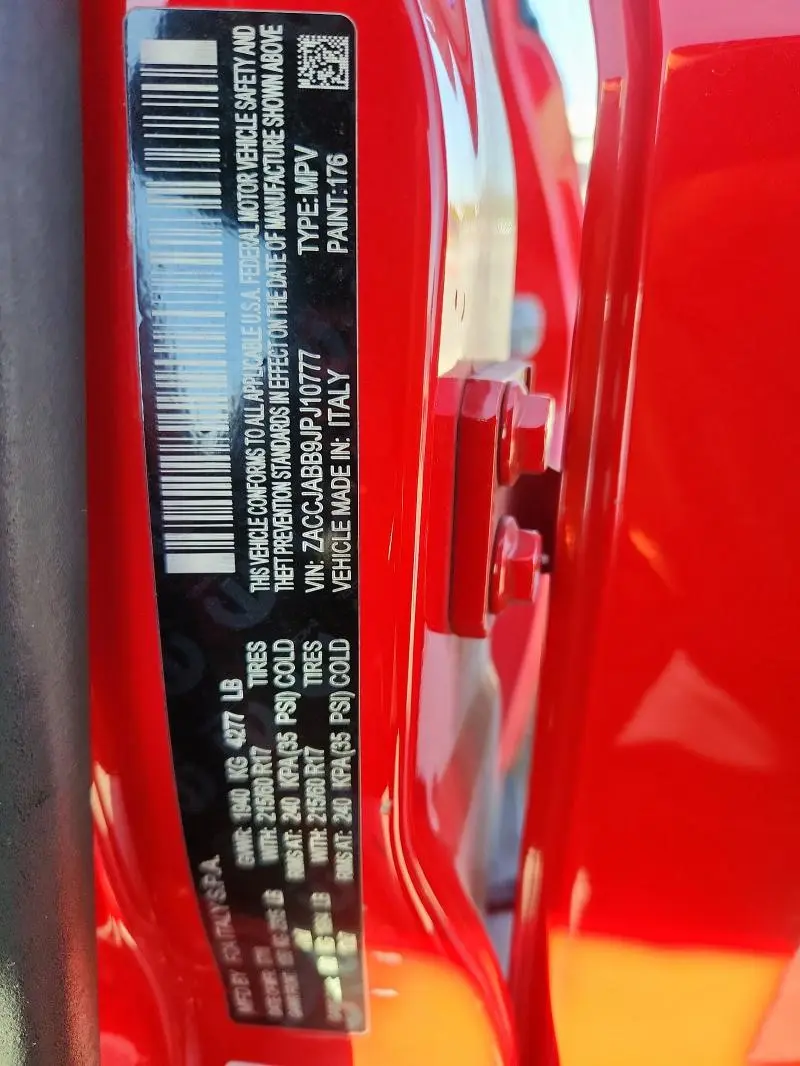 MFD BY FCA ITALY S.P.A.
GVWR: 1940 KG 4277 LB
WITH: 215/60 R17 TIRES
RIMS AT: 240 KPA(35 PSI) COLD
WITH: 215/60 R17 TIRES
RIMS AT: 240 KPA(35 PSI) COLD
THIS VEHICLE CONFORMS TO ALL APPLICABLE U.S.A. FEDERAL MOTOR VEHICLE SAFETY AND
THEFT PREVENTION STANDARDS IN EFFECT ON THE DATE OF MANUFACTURE SHOWN ABOVE
VIN: ZACCJABB9JPJ10777 TYPE: MPV
VEHICLE MADE IN: ITALY PAINT: 176